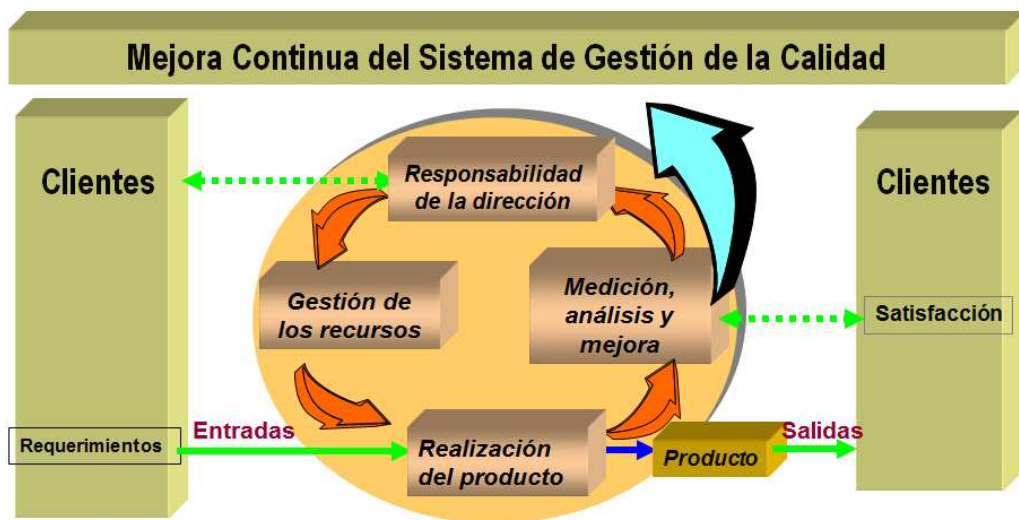 Mejora Continua del Sistema de Gestión de la Calidad
Clientes
Clientes
Responsabilidad
de la dirección
Gestión de
los recursos
Medición,
análisis y
mejora
Satisfacción
Requerimientos
Entradas
Realización
del producto
Producto
Salidas